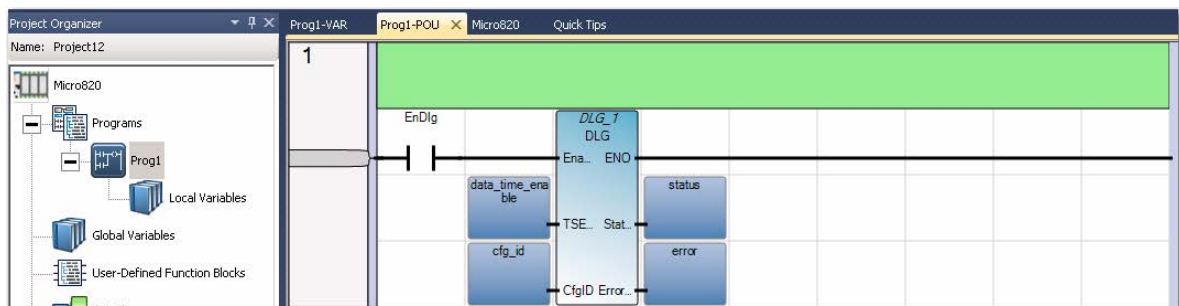 Project Organizer
Name: Project12
Micro820
Programs
Prog1
Local Variables
Global Variables
User-Defined Function Blocks
Prog1-VAR
Prog1-POU
Micro820
Quick Tips
1
EnDlg
DLG_1
DLG
Ena... ENO
data_time_ena
ble
status
TSE... Stat...
cfg_id
error
CfgID Error...